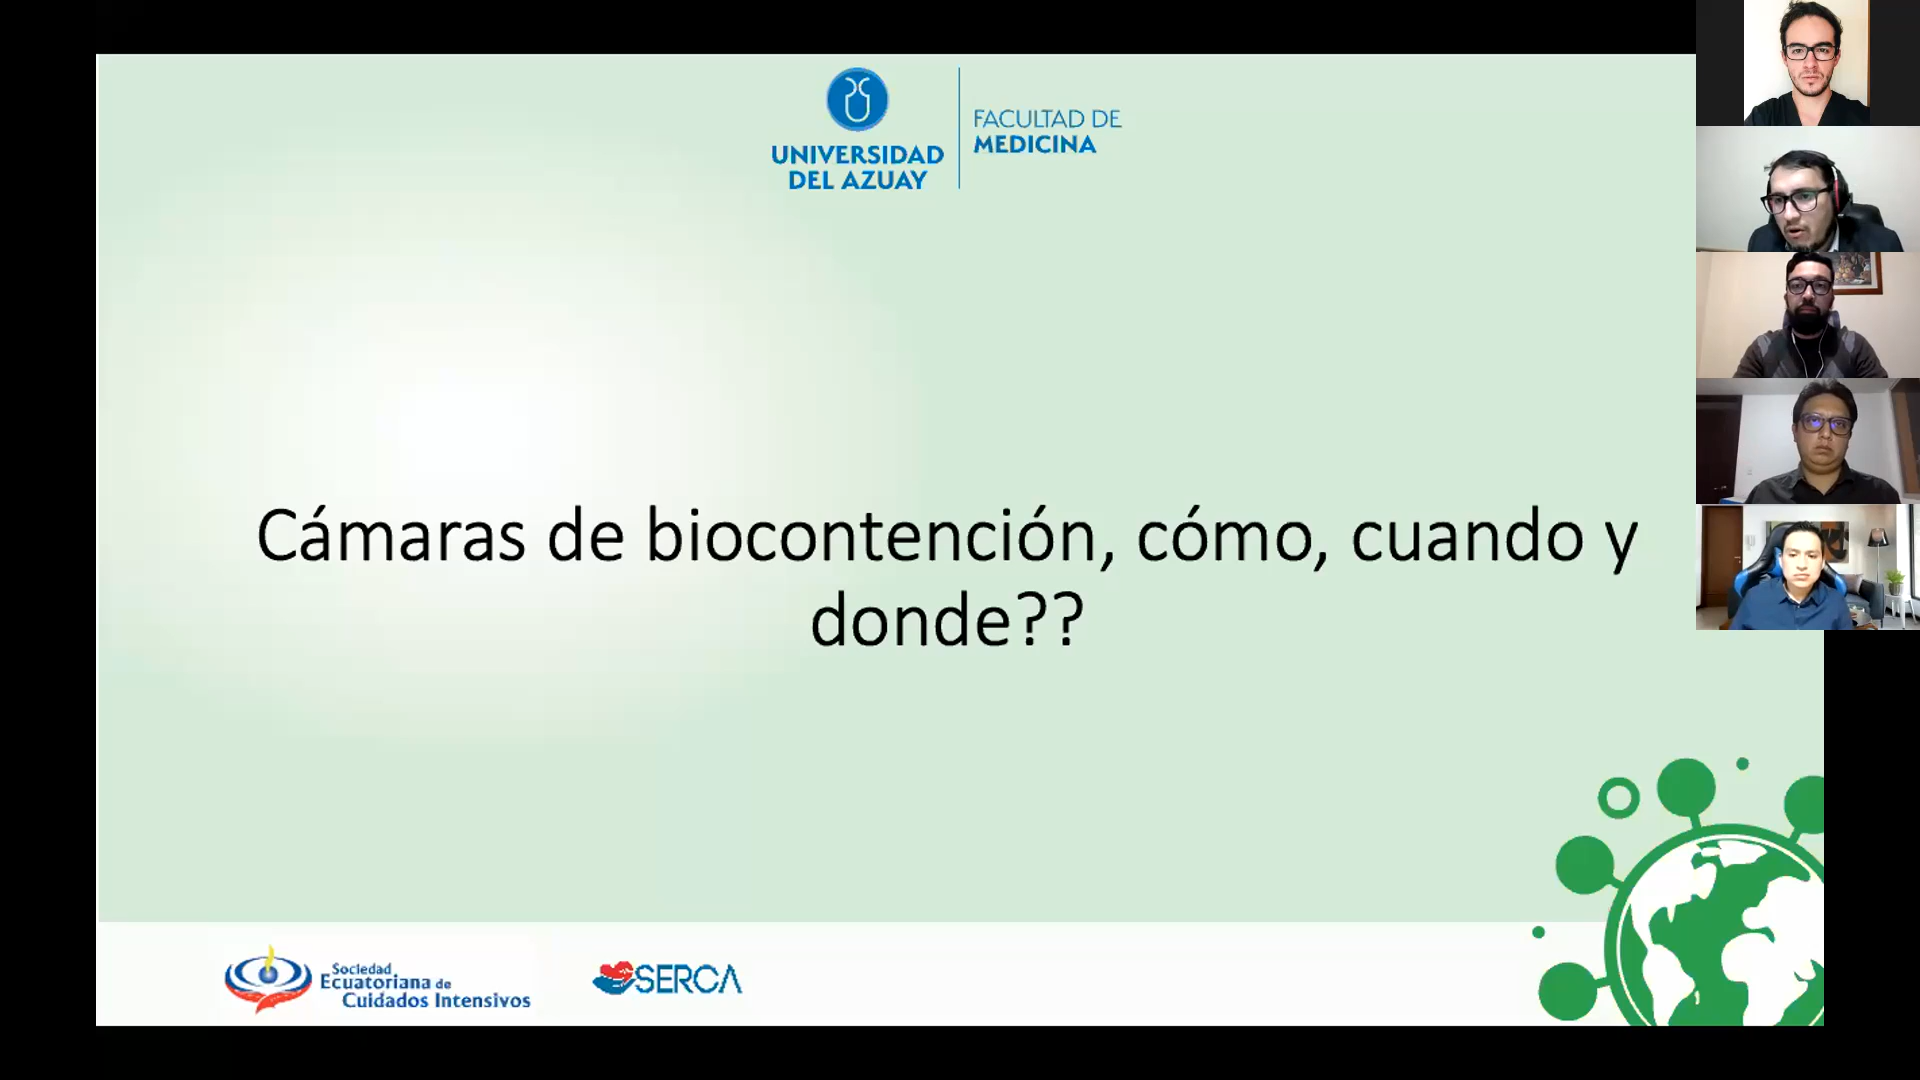 UNIVERSIDAD
DEL AZUAY
FACULTAD DE
MEDICINA
Cámaras de biocontención, cómo, cuando y
donde??
Sociedad
Ecuatoriana de
Cuidados Intensivos
SERCA